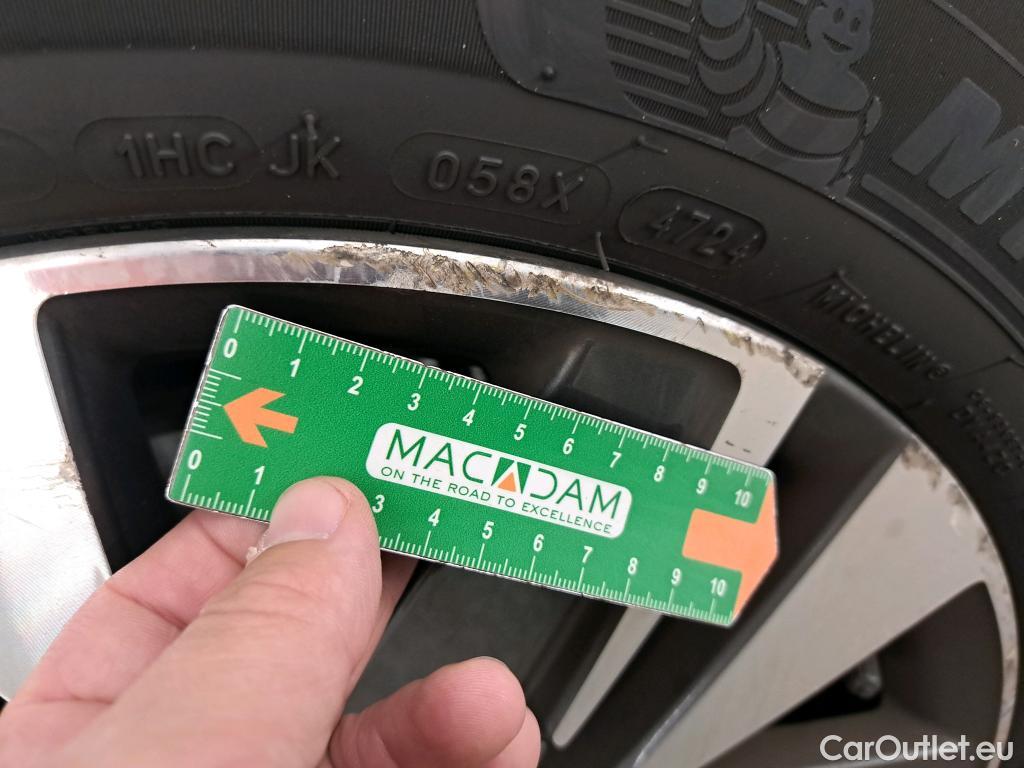 1HC JK 058X 4724
MI
MICHELIN
0 1 2 3 4 5 6 7 8 9 10
MACADAM
ON THE ROAD TO EXCELLENCE
0 1 3 4 5 6 7 8 9 10
CarOutlet.eu